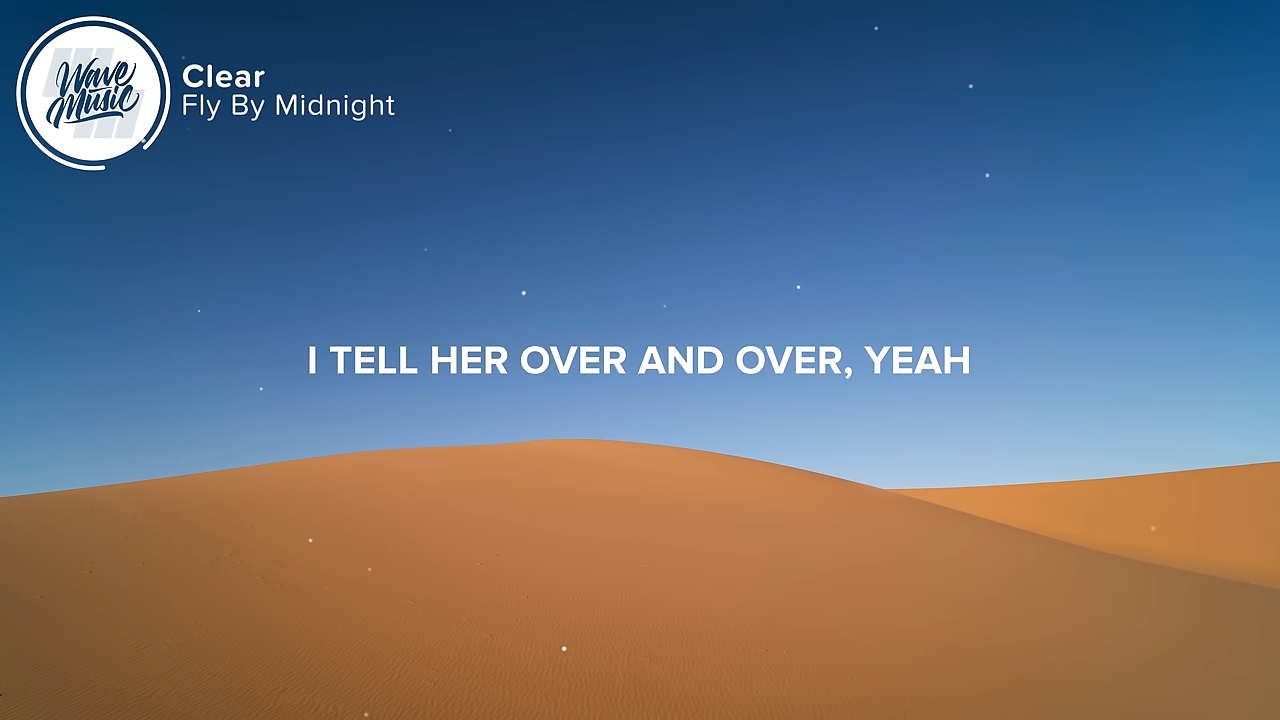 Wave
Music
Clear
Fly By Midnight
I TELL HER OVER AND OVER, YEAH